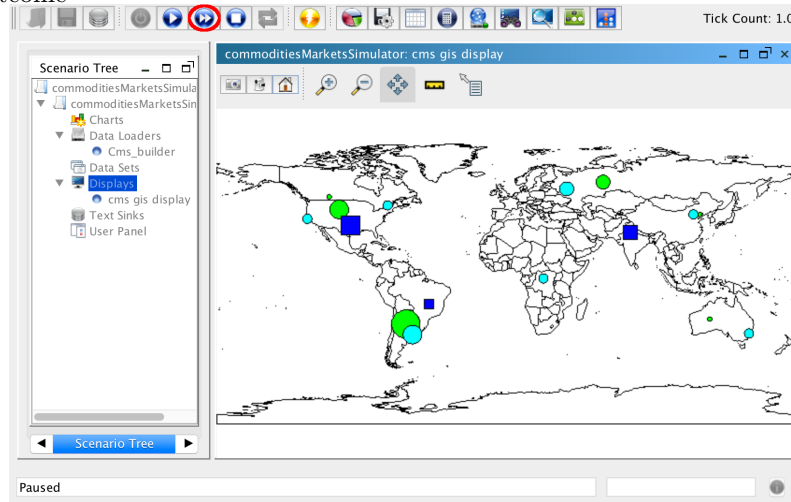 Tick Count: 1.0
Scenario Tree
commoditiesMarketsSimula
commoditiesMarketsSin
Charts
Data Loaders
Cms_builder
Data Sets
Displays
cms gis display
Text Sinks
User Panel
Scenario Tree
commoditiesMarketsSimulator: cms gis display
Paused